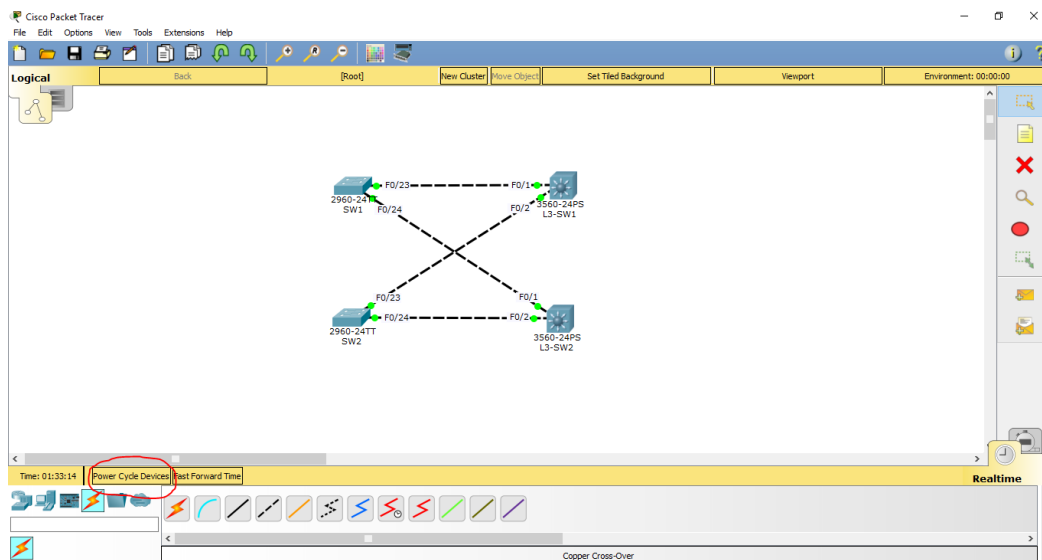 Cisco Packet Tracer
File Edit Options View Tools Extensions Help
Logical Back [Root] New Cluster Move Object Set Tiled Background Viewport Environment: 00:00:00
F0/23 F0/1
2960-24TT 3560-24PS
SW1 F0/24 F0/2 L3-SW1
F0/23 F0/1
F0/24 F0/2
2960-24TT 3560-24PS
SW2 L3-SW2
Time: 01:33:14 Power Cycle Devices Fast Forward Time Realtime
Copper Cross-Over